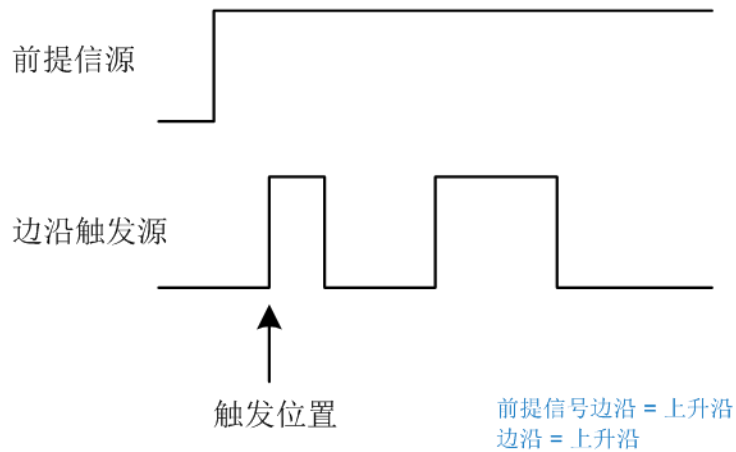 前提信源
边沿触发源
触发位置
前提信号边沿 = 上升沿
边沿 = 上升沿